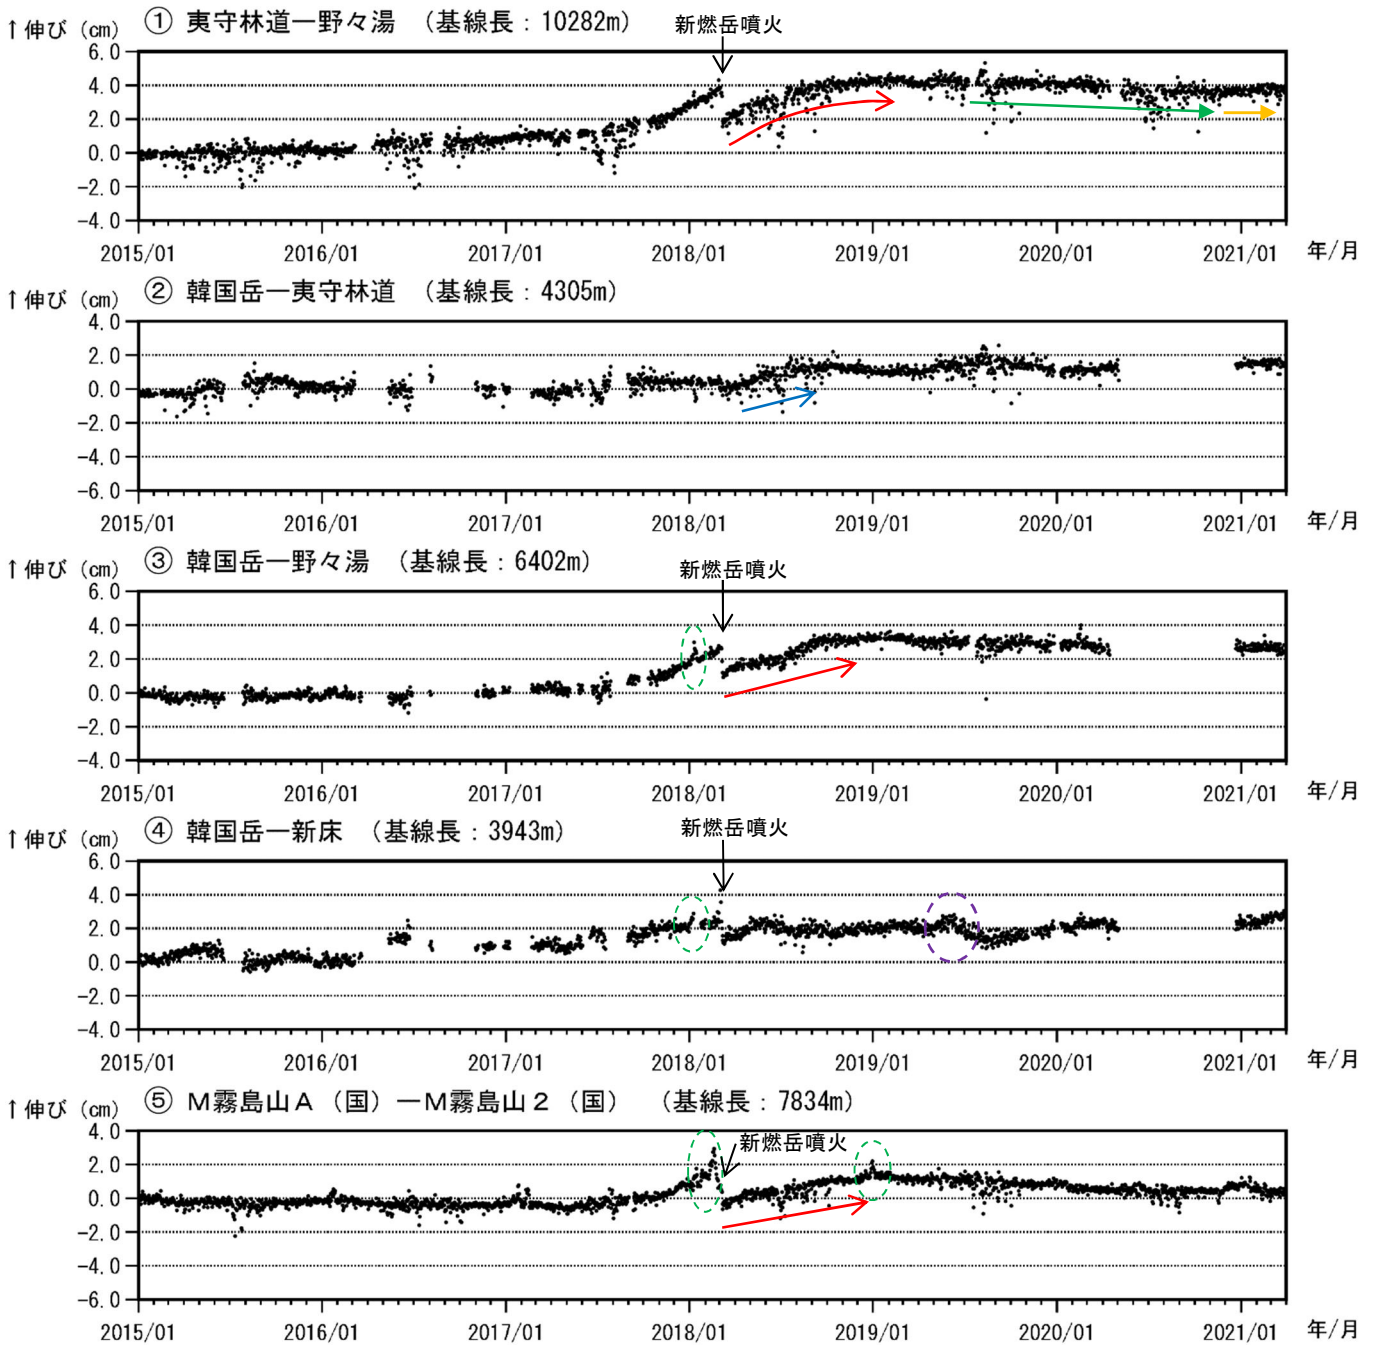 ↑伸び (cm) ① 夷守林道ー野々湯 (基線長:10282m) 新燃岳噴火
6.0
4.0
2.0
0.0
-2.0
-4.0
2015/01 2016/01 2017/01 2018/01 2019/01 2020/01 2021/01 年/月
↑伸び (cm) ② 韓国岳ー夷守林道 (基線長:4305m)
4.0
2.0
0.0
-2.0
-4.0
-6.0
2015/01 2016/01 2017/01 2018/01 2019/01 2020/01 2021/01 年/月
↑伸び (cm) ③ 韓国岳ー野々湯 (基線長:6402m) 新燃岳噴火
6.0
4.0
2.0
0.0
-2.0
-4.0
2015/01 2016/01 2017/01 2018/01 2019/01 2020/01 2021/01 年/月
↑伸び (cm) ④ 韓国岳ー新床 (基線長:3943m) 新燃岳噴火
6.0
4.0
2.0
0.0
-2.0
-4.0
2015/01 2016/01 2017/01 2018/01 2019/01 2020/01 2021/01 年/月
↑伸び (cm) ⑤ M霧島山A (国) ーM霧島山2 (国) (基線長:7834m)
新燃岳噴火
4.0
2.0
0.0
-2.0
-4.0
-6.0
2015/01 2016/01 2017/01 2018/01 2019/01 2020/01 2021/01 年/月